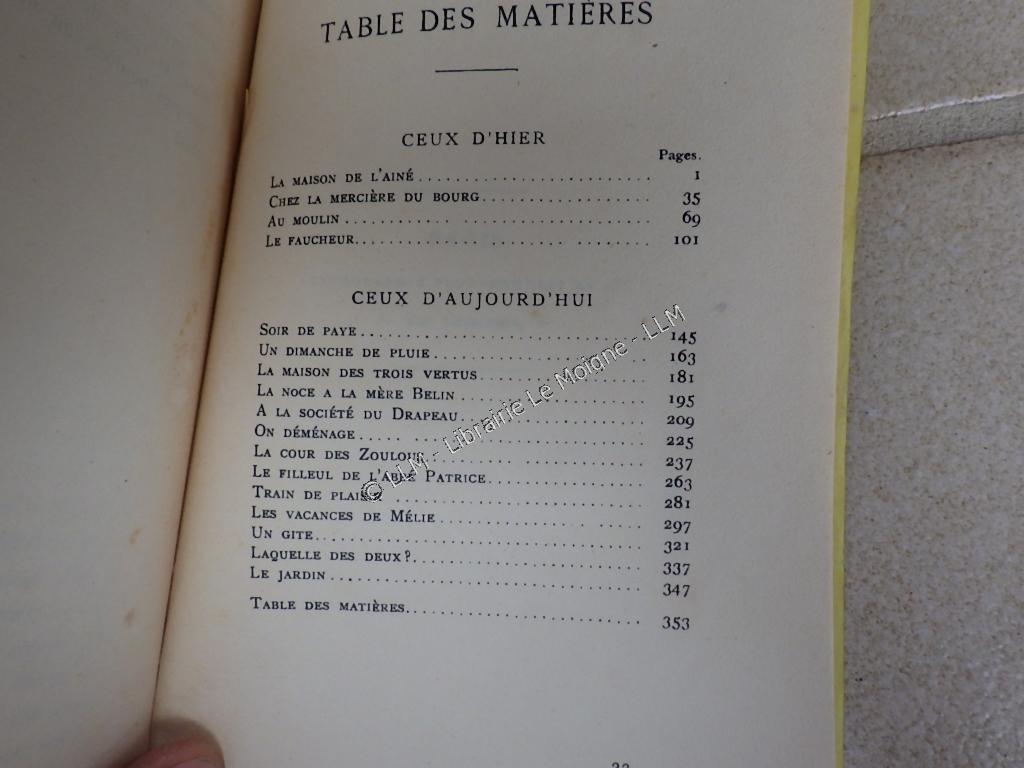 TABLE DES MATIÈRES
CEUX D'HIER
Pages.
La maison de l'ainé . . . . . . . . . . . . . . . . . . . . . . . . 1
Chez la mercière du bourg . . . . . . . . . . . . . . . . . 35
Au moulin . . . . . . . . . . . . . . . . . . . . . . . . . . . . 69
Le faucheur . . . . . . . . . . . . . . . . . . . . . . . . . . 101
CEUX D'AUJOURD'HUI
Soir de paye . . . . . . . . . . . . . . . . . . . . . . . . . . 145
Un dimanche de pluie . . . . . . . . . . . . . . . . . . . . 163
La maison des trois vertus . . . . . . . . . . . . . . . . 181
La noce a la mère Belin . . . . . . . . . . . . . . . . . . 195
A la société du Drapeau . . . . . . . . . . . . . . . . . . 209
On déménage . . . . . . . . . . . . . . . . . . . . . . . . . . 225
La cour des Zoulous . . . . . . . . . . . . . . . . . . . . . 237
Le filleul de l'abbé Patrice . . . . . . . . . . . . . . . . 263
Train de plaisir . . . . . . . . . . . . . . . . . . . . . . . . 281
Les vacances de Mélie . . . . . . . . . . . . . . . . . . . 297
Un gite . . . . . . . . . . . . . . . . . . . . . . . . . . . . . . 321
Laquelle des deux ? . . . . . . . . . . . . . . . . . . . . . 337
Le jardin . . . . . . . . . . . . . . . . . . . . . . . . . . . . . 347
Table des matières . . . . . . . . . . . . . . . . . . . . . . 353
© LLM - Librairie Le Moigne - LLM